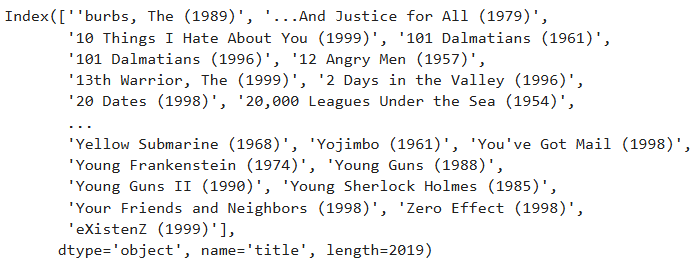 Index([''burbs, The (1989)', '...And Justice for All (1979)',
'10 Things I Hate About You (1999)', '101 Dalmatians (1961)',
'101 Dalmatians (1996)', '12 Angry Men (1957)',
'13th Warrior, The (1999)', '2 Days in the Valley (1996)',
'20 Dates (1998)', '20,000 Leagues Under the Sea (1954)',
...
'Yellow Submarine (1968)', 'Yojimbo (1961)', 'You've Got Mail (1998)',
'Young Frankenstein (1974)', 'Young Guns (1988)',
'Young Guns II (1990)', 'Young Sherlock Holmes (1985)',
'Your Friends and Neighbors (1998)', 'Zero Effect (1998)',
'eXistenZ (1999)'],
dtype='object', name='title', length=2019)